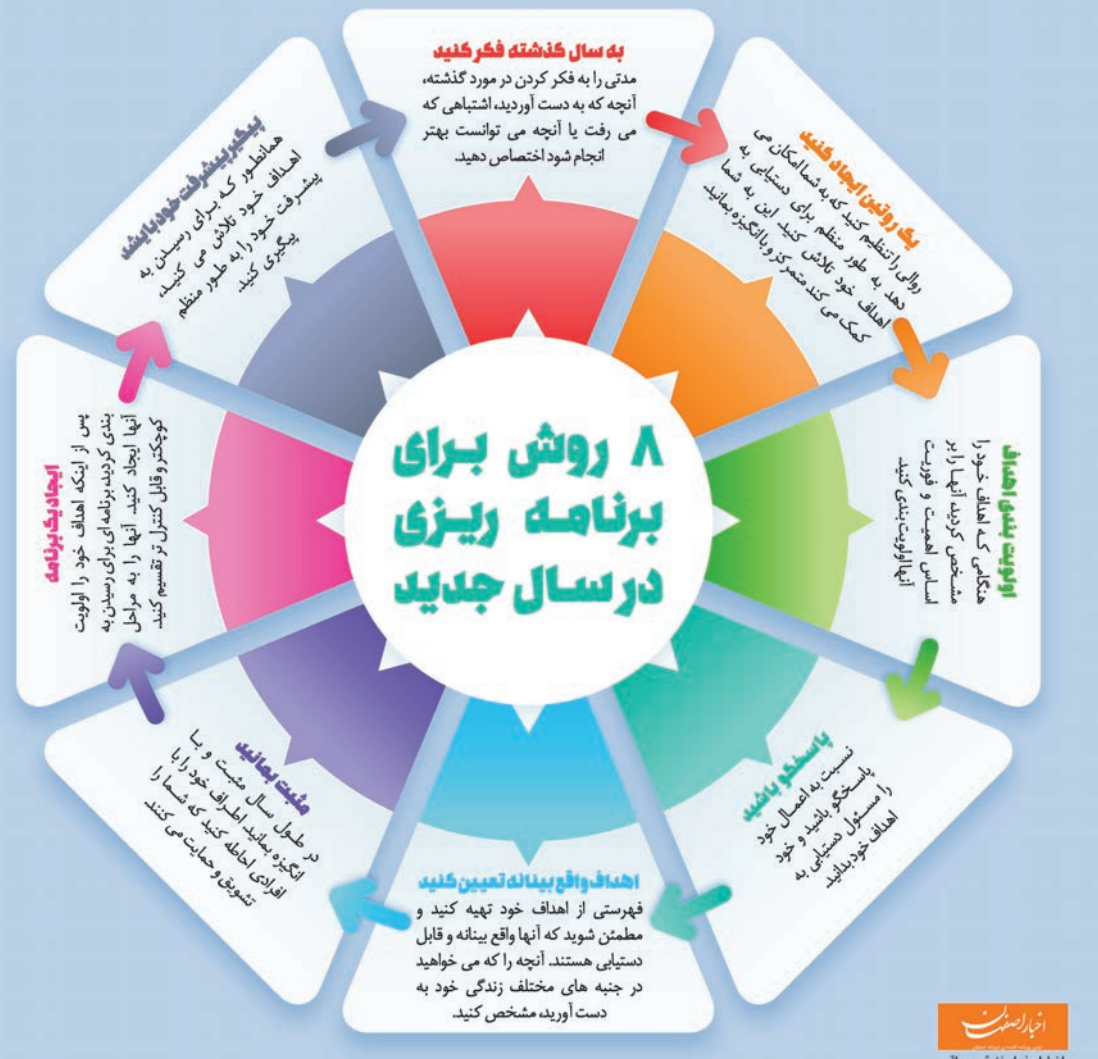 ۸ روش برای
برنامه ریزی
در سال جدید
به سال گذشته فکر کنید
مدتی را به فکر کردن در مورد گذشته،
آنچه که به دست آوردید، اشتباهی که
می رفت یا آنچه می توانست بهتر
انجام شود اختصاص دهید.
یک روتین ایجاد کنید
روالی را تنظیم کنید که به شما امکان می
دهد به طور منظم برای دستیابی به
اهداف خود تلاش کنید این به شما
کمک می کند متمرکز و با انگیزه بمانید.
اولویت بندی اهداف
هنگامی که اهداف خود را
مشخص کردید، آنها را بر
اساس اهمیت و فوریت
آنها اولویت بندی کنید.
پاسخگو باشید
نسبت به اعمال خود
پاسخگو باشید و خود
را مسئول دستیابی به
اهداف خود بدانید.
اهداف واقع بینانه تعیین کنید
فهرستی از اهداف خود تهیه کنید و
مطمئن شوید که آنها واقع بینانه و قابل
دستیابی هستند. آنچه را که می خواهید
در جنبه های مختلف زندگی خود به
دست آورید، مشخص کنید.
مثبت بمانید
در طول سال مثبت و با
انگیزه بمانید. اطراف خود را با
افرادی احاطه کنید که شما را
تشویق و حمایت می کنند.
ایجاد یک برنامه
پس از اینکه اهداف خود را اولویت
بندی کردید، برنامه ای برای رسیدن به
آنها ایجاد کنید. آنها را به مراحل
کوچکتر و قابل کنترل تر تقسیم کنید.
پیگیر پیشرفت خود باشد
همانطور که برای رسیدن به
اهداف خود تلاش می کنید،
پیشرفت خود را به طور منظم
پیگیری کنید.
اخبار اصفهان